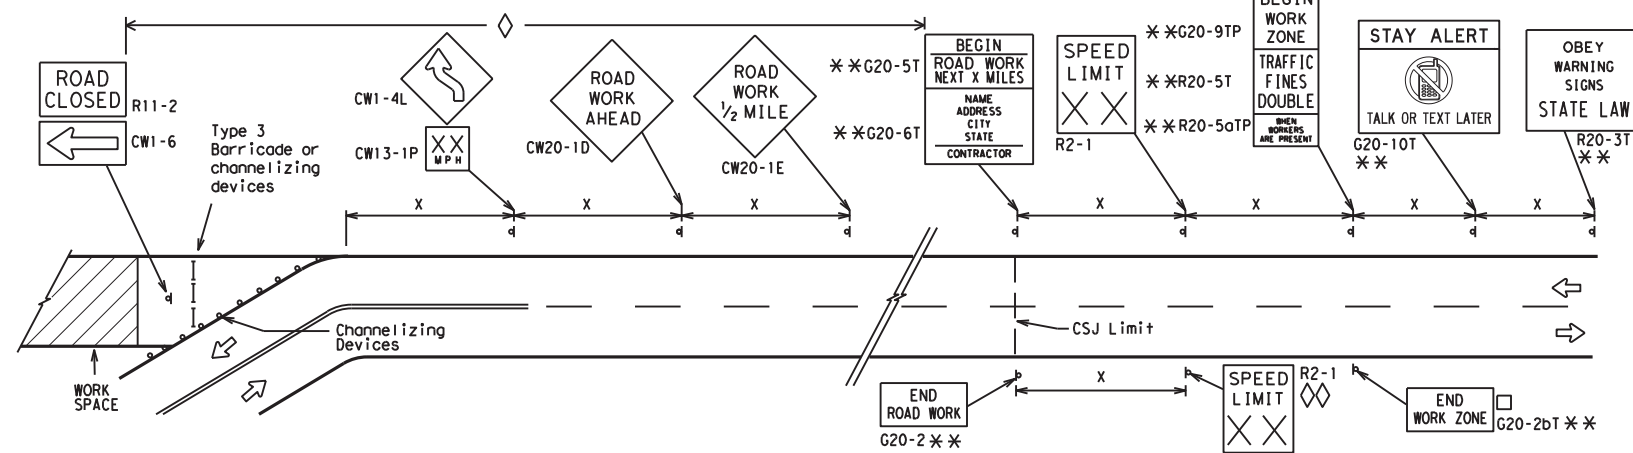 ROAD
CLOSED
R11-2
CW1-6
Type 3
Barricade or
channelizing
devices
CW1-4L
CW13-1P
XX
MPH
ROAD
WORK
AHEAD
CW20-1D
ROAD
WORK
1/2 MILE
CW20-1E
**G20-5T
**G20-6T
BEGIN
ROAD WORK
NEXT X MILES
NAME
ADDRESS
CITY
STATE
CONTRACTOR
SPEED
LIMIT
XX
R2-1
**G20-9TP
**R20-5T
**R20-5aTP
BEGIN
WORK
ZONE
TRAFFIC
FINES
DOUBLE
WHEN
WORKERS
ARE PRESENT
STAY ALERT
TALK OR TEXT LATER
G20-10T
**
OBEY
WARNING
SIGNS
STATE LAW
R20-3T
**
X
X
X
X
X
X
X
Channelizing
Devices
CSJ Limit
WORK
SPACE
X
END
ROAD WORK
G20-2 **
SPEED
LIMIT
XX
R2-1
END
WORK ZONE
G20-2bT **